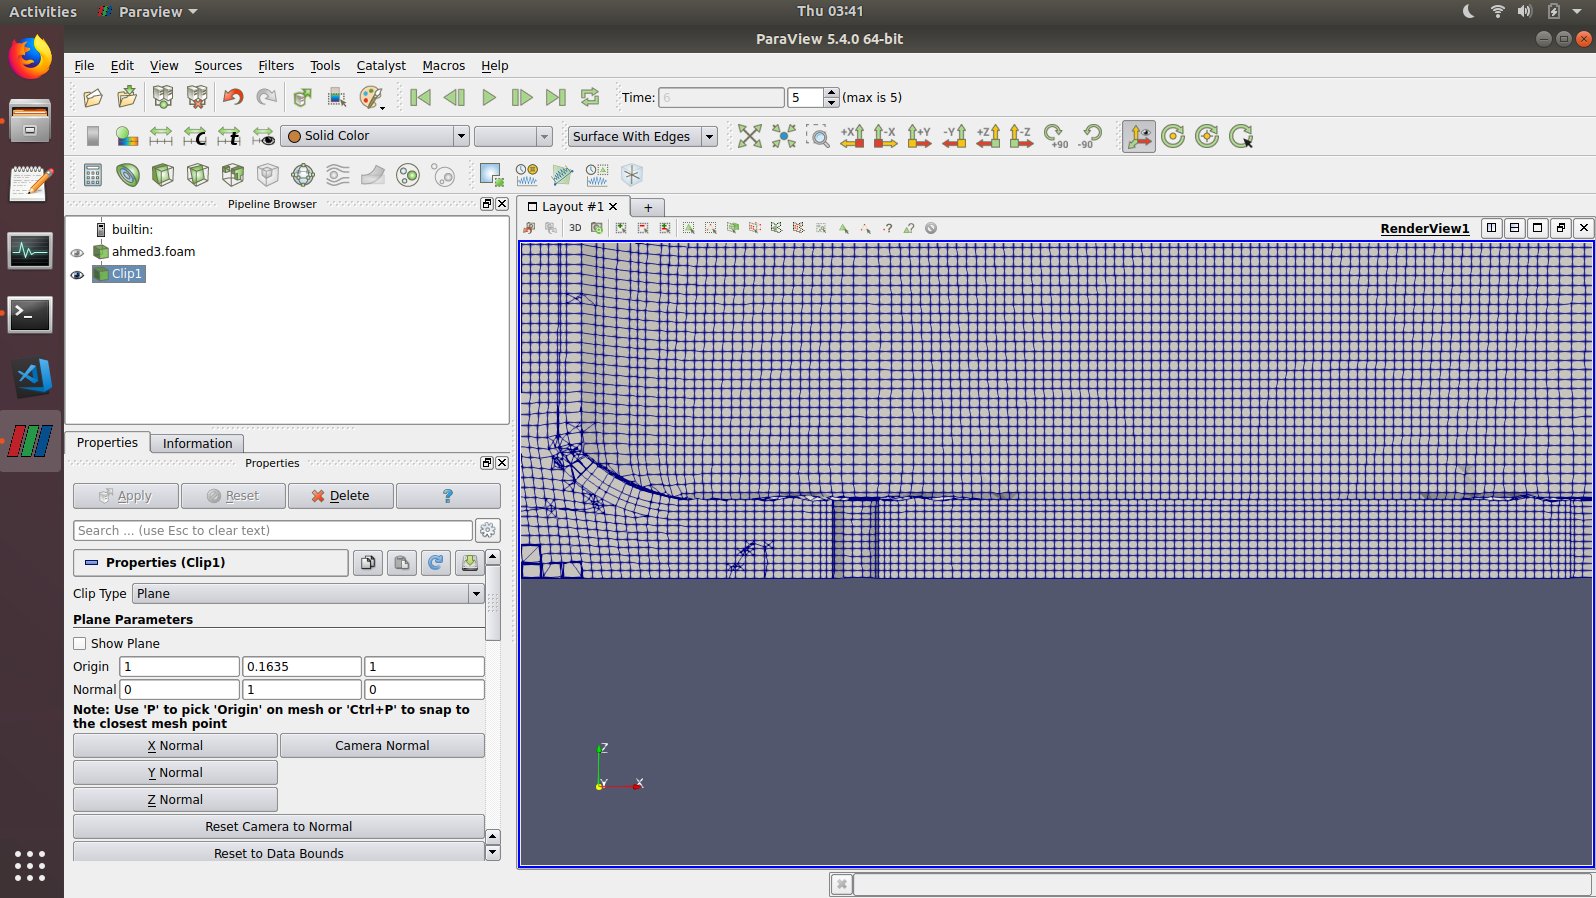 Activities Paraview Thu 03:41
ParaView 5.4.0 64-bit
File Edit View Sources Filters Tools Catalyst Macros Help
Time: 6 5 (max is 5)
Solid Color Surface With Edges +X -X +Y -Y +Z -Z +90 -90
Pipeline Browser
Layout #1 +
builtin:
3D RenderView1
ahmed3.foam
Clip1
Properties Information
Properties
Apply Reset Delete ?
Search ... (use Esc to clear text)
Properties (Clip1)
Clip Type Plane
Plane Parameters
Show Plane
Origin 1 0.1635 1
Normal 0 1 0
Note: Use 'P' to pick 'Origin' on mesh or 'Ctrl+P' to snap to
the closest mesh point
X Normal Camera Normal
Y Normal
Z Normal
Reset Camera to Normal
Reset to Data Bounds
Z
Y X